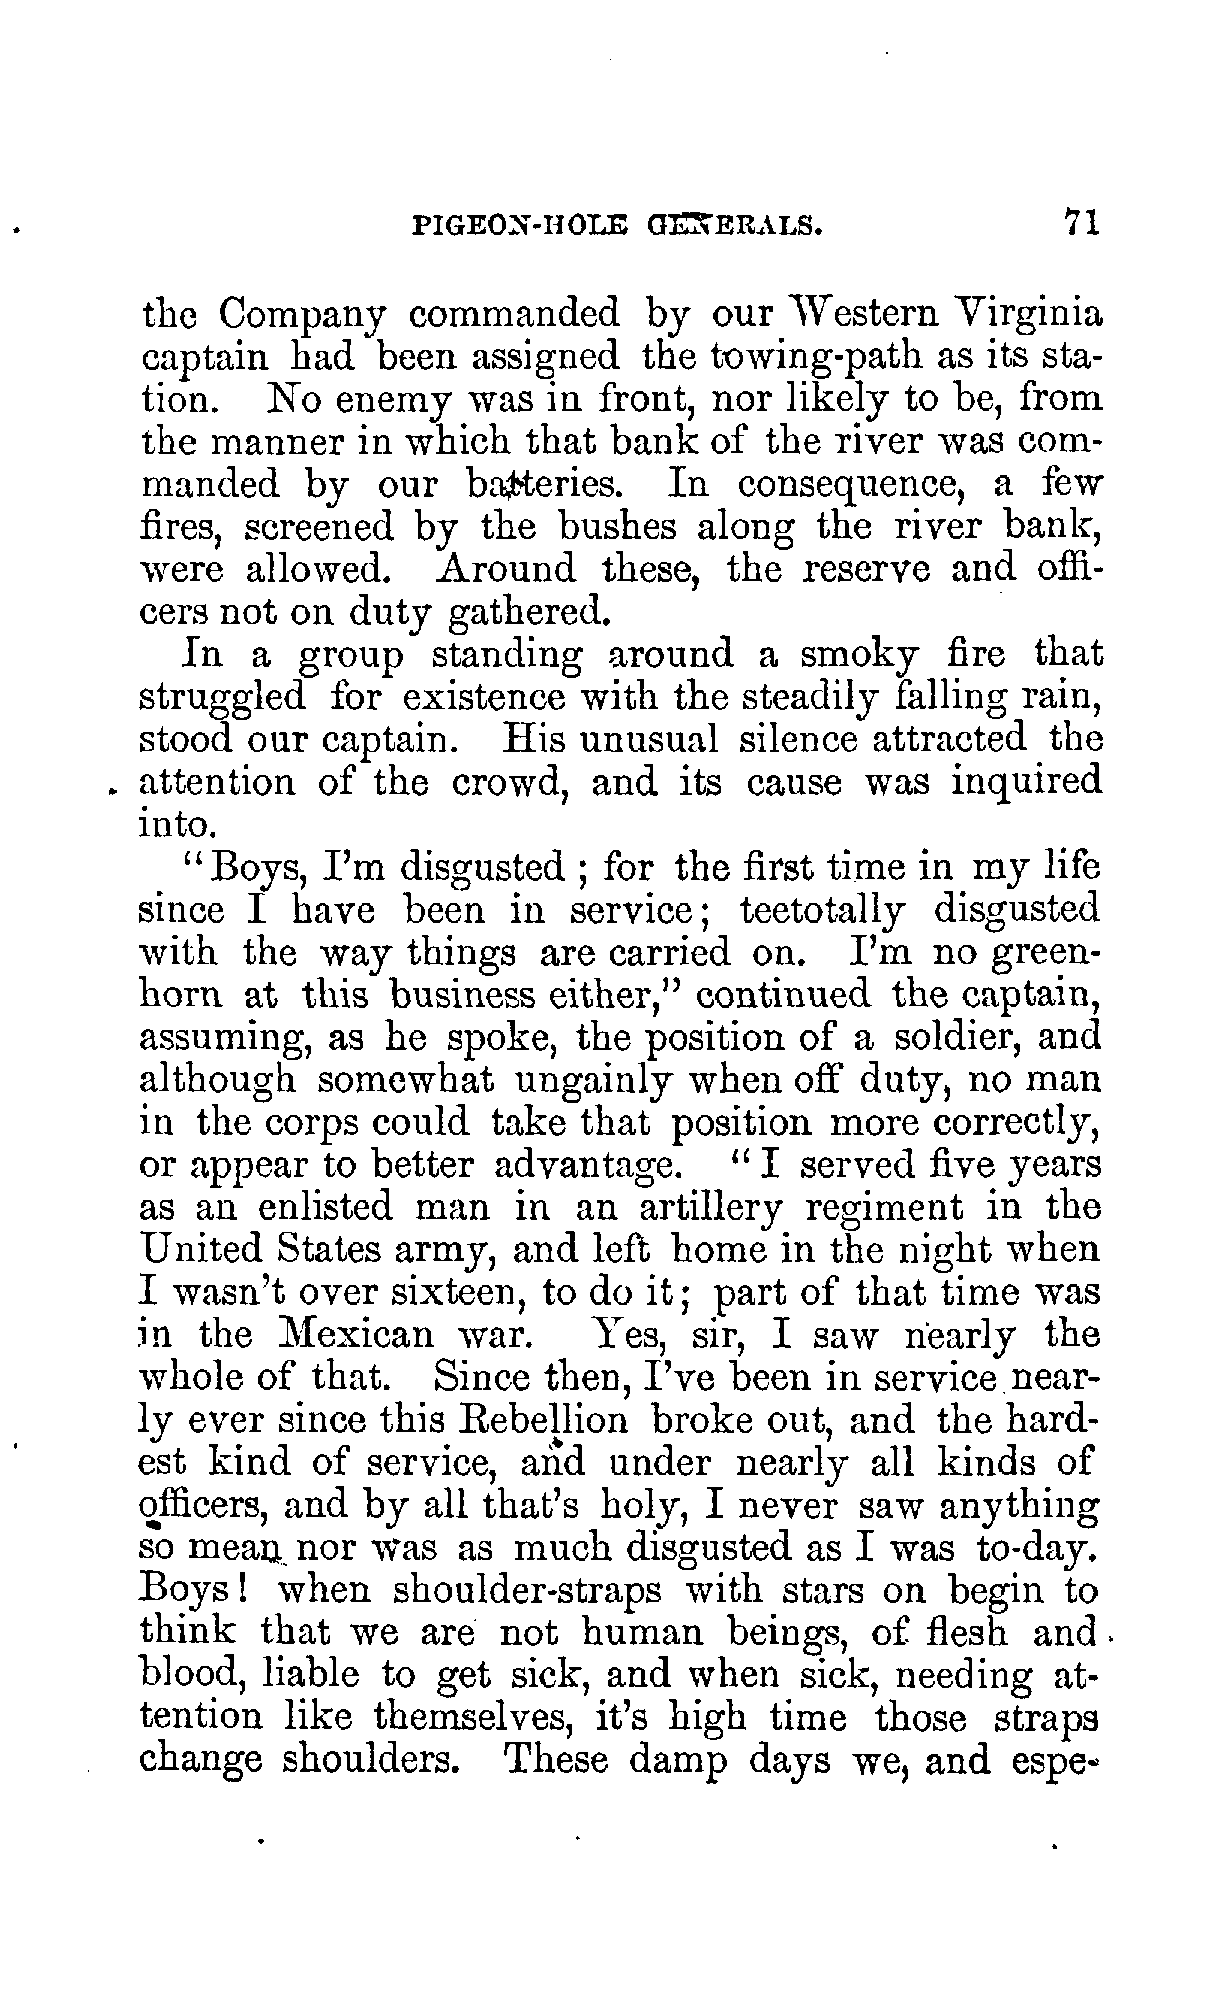 PIGEON-HOLE GENERALS. 71
the Company commanded by our Western Virginia
captain had been assigned the towing-path as its sta-
tion. No enemy was in front, nor likely to be, from
the manner in which that bank of the river was com-
manded by our batteries. In consequence, a few
fires, screened by the bushes along the river bank,
were allowed. Around these, the reserve and offi-
cers not on duty gathered.
In a group standing around a smoky fire that
struggled for existence with the steadily falling rain,
stood our captain. His unusual silence attracted the
attention of the crowd, and its cause was inquired
into.
"Boys, I'm disgusted ; for the first time in my life
since I have been in service; teetotally disgusted
with the way things are carried on. I'm no green-
horn at this business either," continued the captain,
assuming, as he spoke, the position of a soldier, and
although somewhat ungainly when off duty, no man
in the corps could take that position more correctly,
or appear to better advantage. "I served five years
as an enlisted man in an artillery regiment in the
United States army, and left home in the night when
I wasn't over sixteen, to do it; part of that time was
in the Mexican war. Yes, sir, I saw nearly the
whole of that. Since then, I've been in service near-
ly ever since this Rebellion broke out, and the hard-
est kind of service, and under nearly all kinds of
officers, and by all that's holy, I never saw anything
so mean nor was as much disgusted as I was to-day.
Boys! when shoulder-straps with stars on begin to
think that we are not human beings, of flesh and
blood, liable to get sick, and when sick, needing at-
tention like themselves, it's high time those straps
change shoulders. These damp days we, and espe-